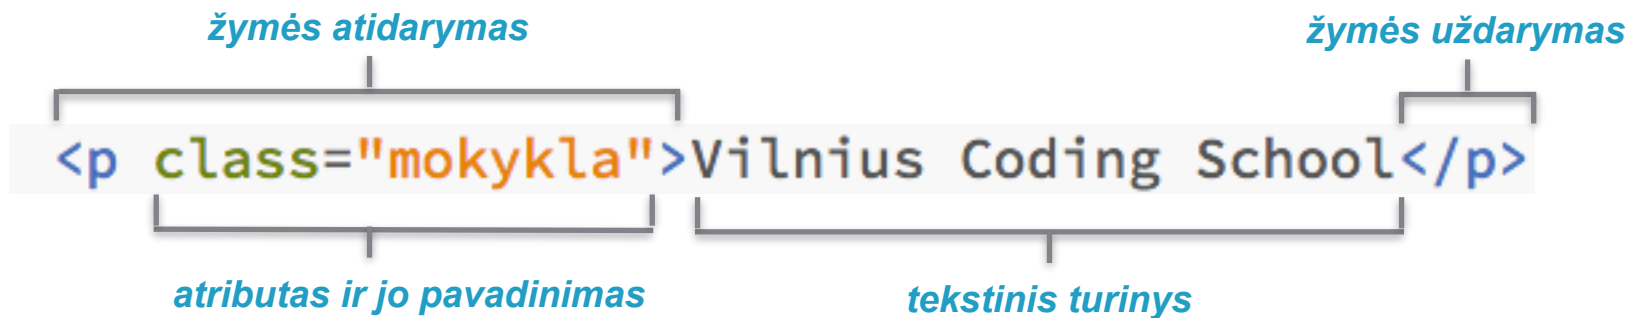 žymės atidarymas
žymės uždarymas
<p class="mokykla">Vilnius Coding School</p>
atributas ir jo pavadinimas
tekstinis turinys